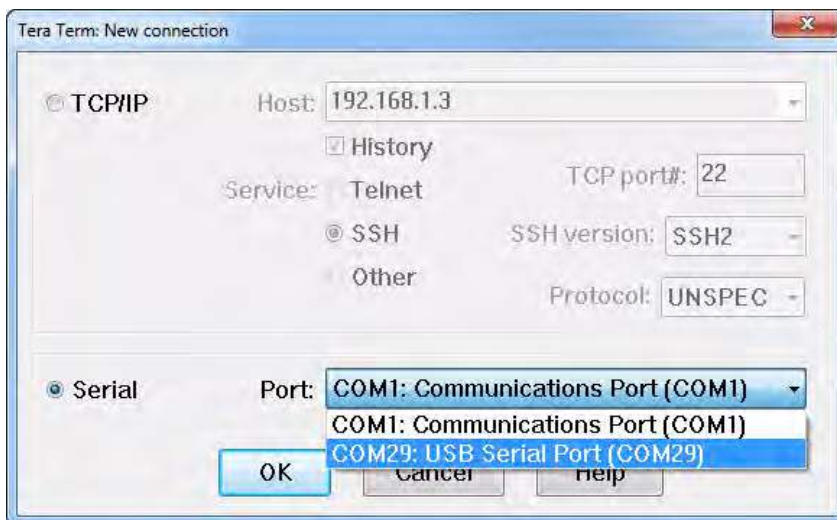 Tera Term: New connection
TCP/IP Host: 192.168.1.3
History
Service: Telnet TCP port#: 22
SSH SSH version: SSH2
Other Protocol: UNSPEC
Serial Port: COM1: Communications Port (COM1)
COM1: Communications Port (COM1)
COM29: USB Serial Port (COM29)
OK Cancel Help